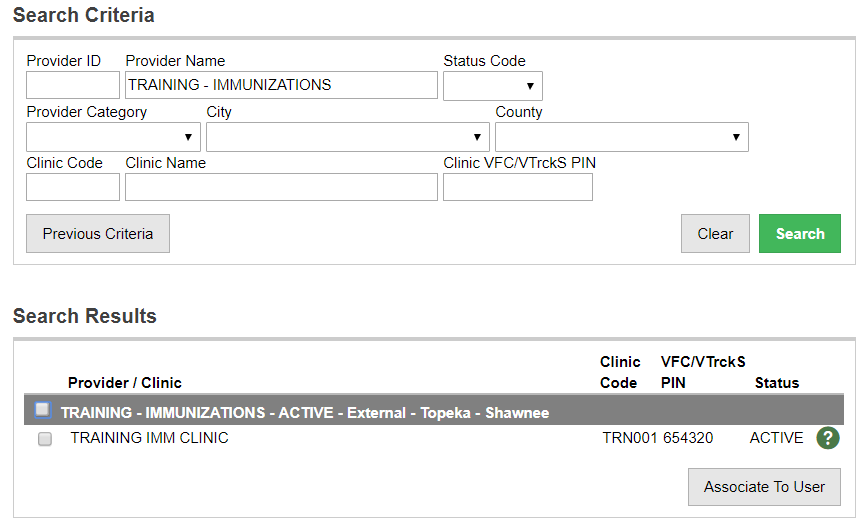 Search Criteria
Provider ID Provider Name Status Code
TRAINING - IMMUNIZATIONS
Provider Category City County
Clinic Code Clinic Name Clinic VFC/VTrckS PIN
Previous Criteria Clear Search
Search Results
Clinic VFC/VTrckS
Provider / Clinic Code PIN Status
TRAINING - IMMUNIZATIONS - ACTIVE - External - Topeka - Shawnee
TRAINING IMM CLINIC TRN001 654320 ACTIVE ?
Associate To User